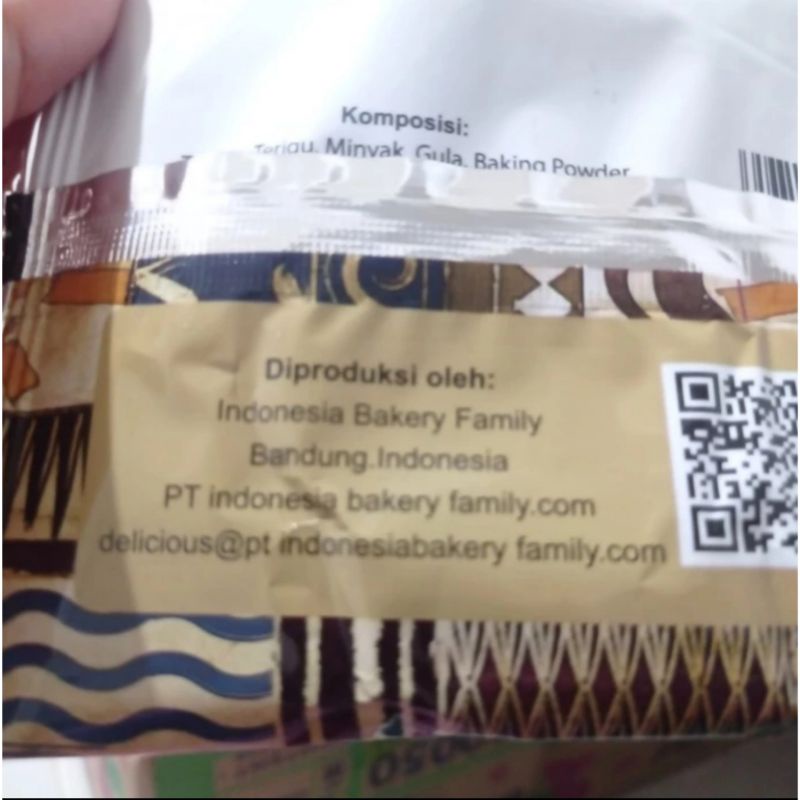 Komposisi:
Terigu, Minyak, Gula, Baking Powder
Diproduksi oleh:
Indonesia Bakery Family
Bandung.Indonesia
PT indonesia bakery family.com
delicious@pt indonesiabakery family.com